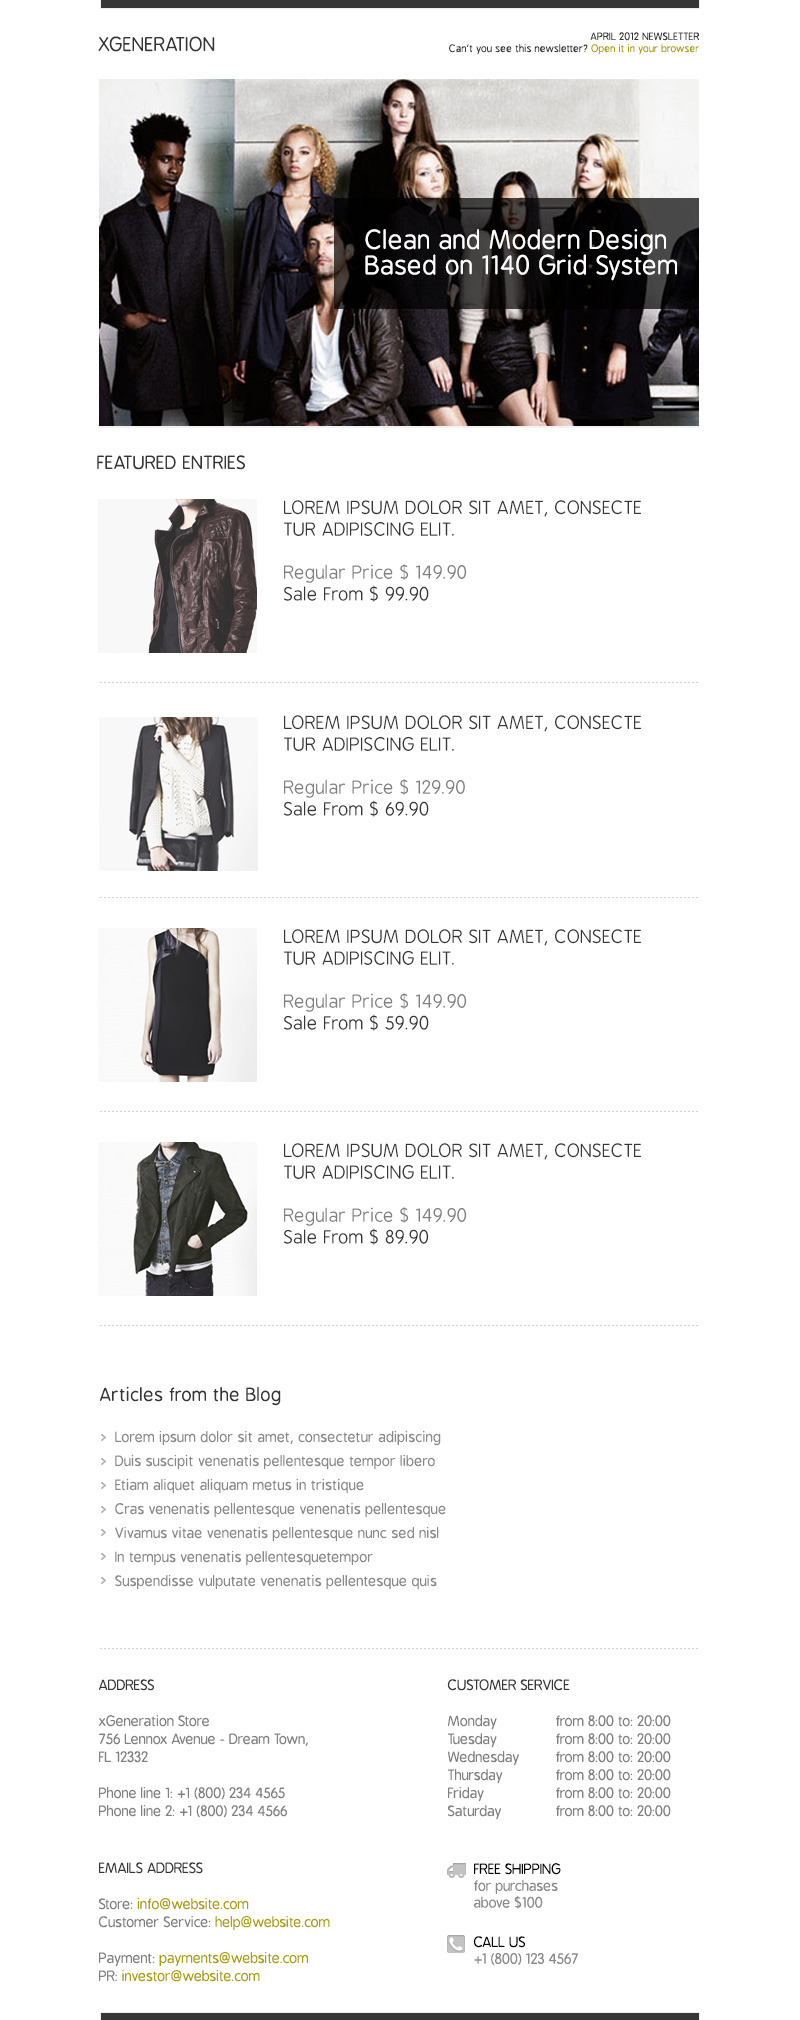 XGENERATION
APRIL 2012 NEWSLETTER
Can't you see this newsletter? Open it in your browser
Clean and Modern Design
Based on 1140 Grid System
FEATURED ENTRIES
LOREM IPSUM DOLOR SIT AMET, CONSECTE
TUR ADIPISCING ELIT.
Regular Price $ 149.90
Sale From $ 99.90
LOREM IPSUM DOLOR SIT AMET, CONSECTE
TUR ADIPISCING ELIT.
Regular Price $ 129.90
Sale From $ 69.90
LOREM IPSUM DOLOR SIT AMET, CONSECTE
TUR ADIPISCING ELIT.
Regular Price $ 149.90
Sale From $ 59.90
LOREM IPSUM DOLOR SIT AMET, CONSECTE
TUR ADIPISCING ELIT.
Regular Price $ 149.90
Sale From $ 89.90
Articles from the Blog
> Lorem ipsum dolor sit amet, consectetur adipiscing
> Duis suscipit venenatis pellentesque tempor libero
> Etiam aliquet aliquam metus in tristique
> Cras venenatis pellentesque venenatis pellentesque
> Vivamus vitae venenatis pellentesque nunc sed nisl
> In tempus venenatis pellentesquetempor
> Suspendisse vulputate venenatis pellentesque quis
ADDRESS
xGeneration Store
756 Lennox Avenue - Dream Town,
FL 12332
Phone line 1: +1 (800) 234 4565
Phone line 2: +1 (800) 234 4566
CUSTOMER SERVICE
Monday from 8:00 to: 20:00
Tuesday from 8:00 to: 20:00
Wednesday from 8:00 to: 20:00
Thursday from 8:00 to: 20:00
Friday from 8:00 to: 20:00
Saturday from 8:00 to: 20:00
EMAILS ADDRESS
Store: info@website.com
Customer Service: help@website.com
Payment: payments@website.com
PR: investor@website.com
FREE SHIPPING
for purchases
above $100
CALL US
+1 (800) 123 4567